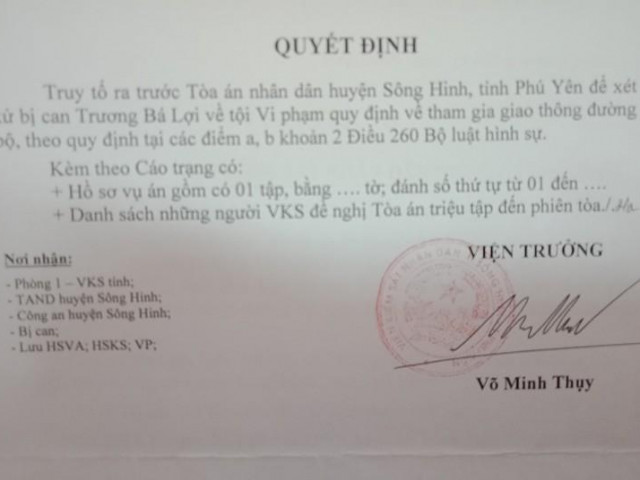 QUYẾT ĐỊNH
Truy tố ra trước Tòa án nhân dân huyện Sông Hinh, tỉnh Phú Yên để xét
xử bị can Trương Bá Lợi về tội Vi phạm quy định về tham gia giao thông đường
bộ, theo quy định tại các điểm a, b khoản 2 Điều 260 Bộ luật hình sự.
Kèm theo Cáo trạng có:
+ Hồ sơ vụ án gồm có 01 tập, bằng .... tờ; đánh số thứ tự từ 01 đến ....
+ Danh sách những người VKS đề nghị Tòa án triệu tập đến phiên tòa./.
Nơi nhận:
- Phòng 1 – VKS tỉnh;
- TAND huyện Sông Hinh;
- Công an huyện Sông Hinh;
- Bị can;
- Lưu HSVA; HSKS; VP;
VIỆN TRƯỞNG
Võ Minh Thụy